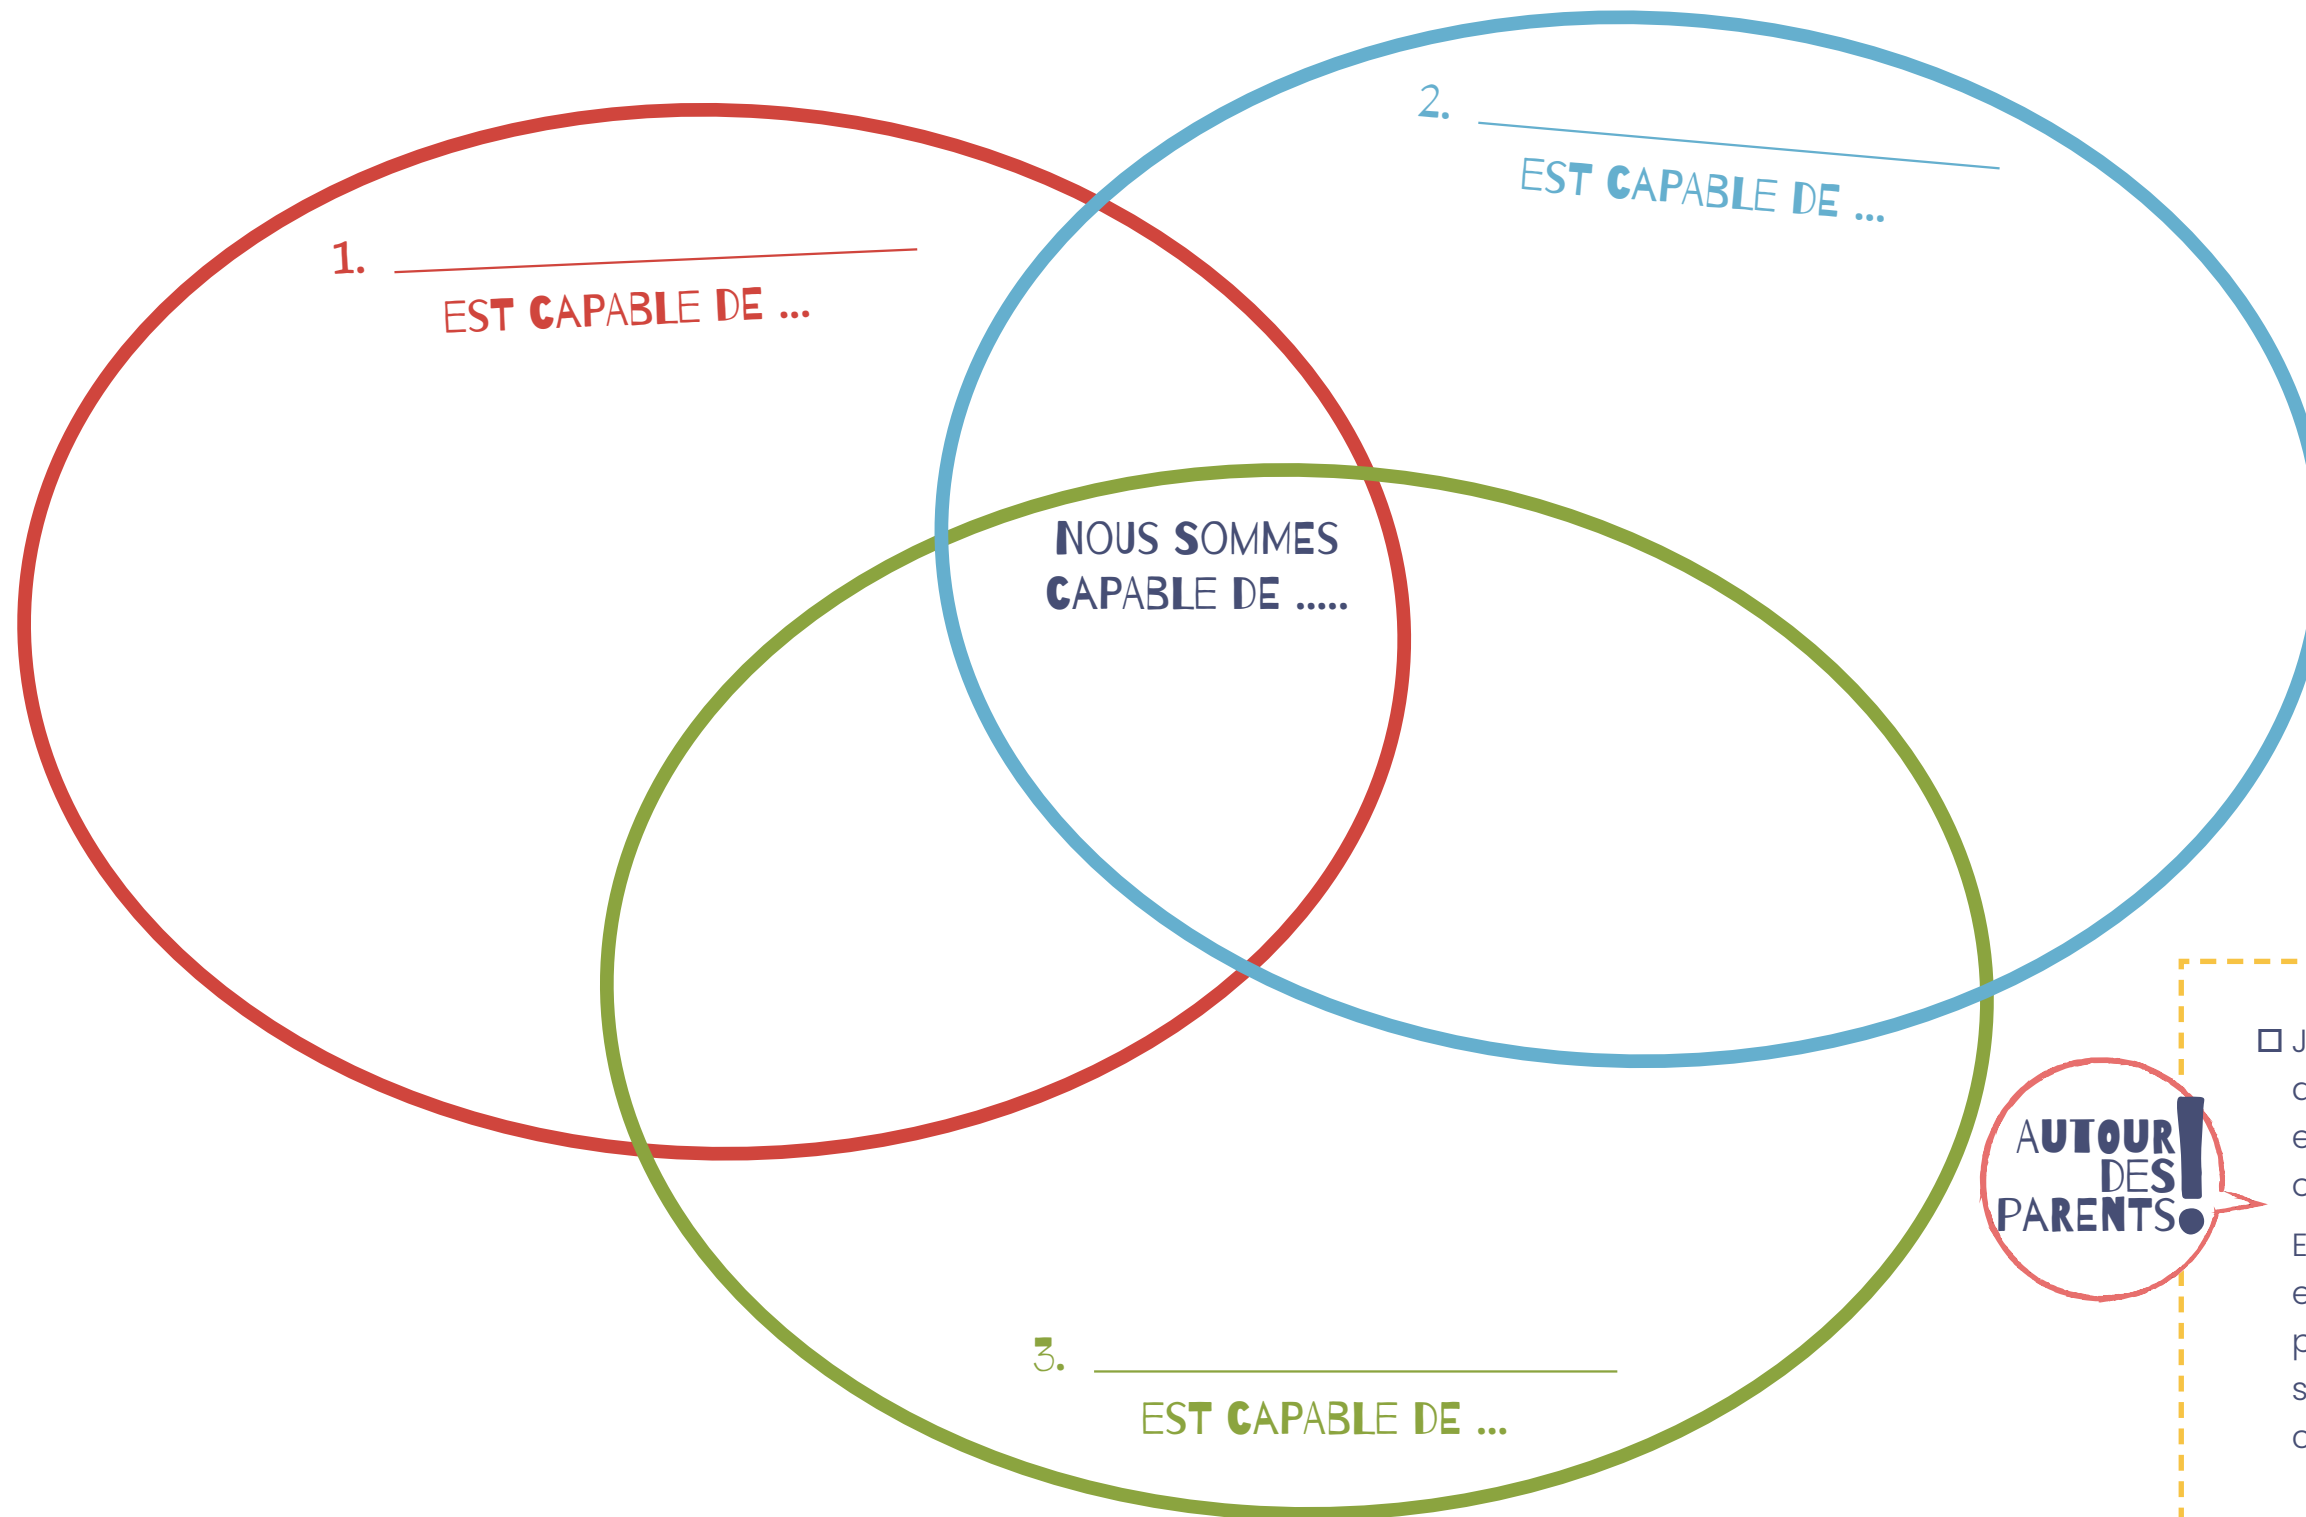 2.
EST CAPABLE DE ...
1.
EST CAPABLE DE ...
NOUS SOMMES
CAPABLE DE .....
AUTOUR
DES
PARENTS!
3.
EST CAPABLE DE ...